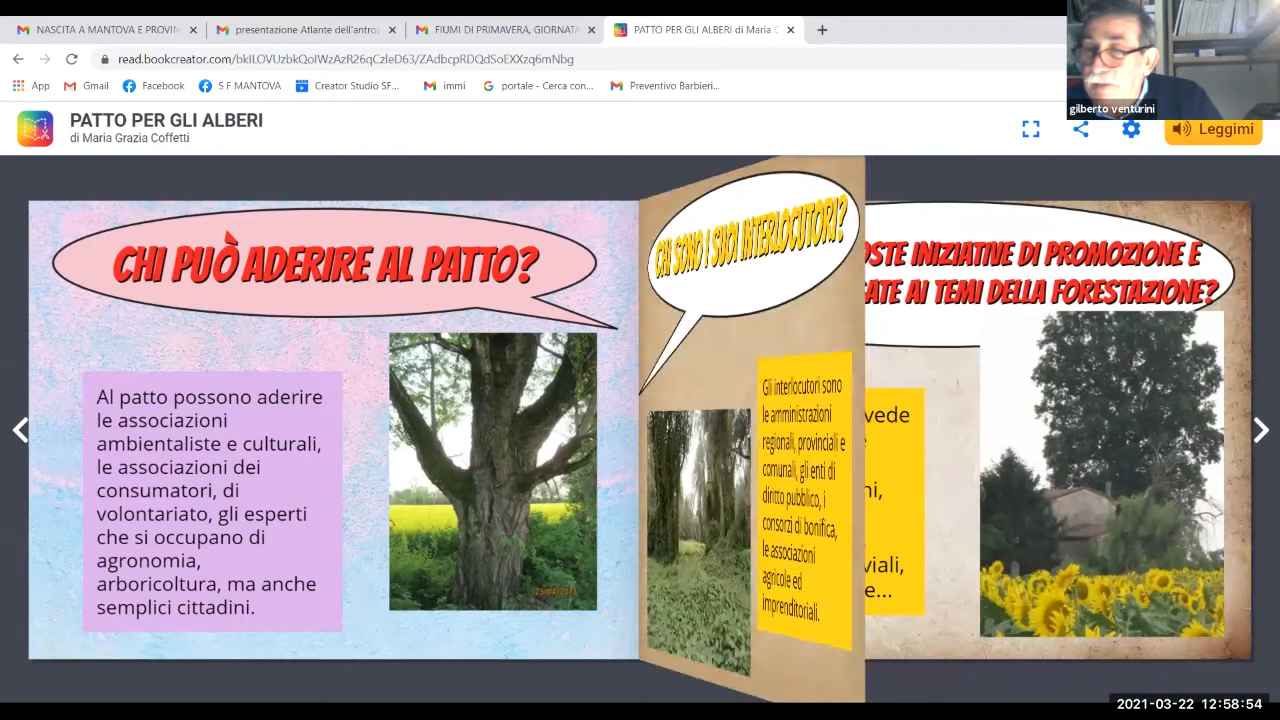 NASCITA A MANTOVA E PROVIN
presentazione Atlante dell'antrop
FIUMI DI PRIMAVERA, GIORNATA
PATTO PER GLI ALBERI di Maria C
App
Gmail
Facebook
S F MANTOVA
Creator Studio SF...
immi
portale - Cerca con...
Preventivo Barbieri...
gilberto venturini
PATTO PER GLI ALBERI
di Maria Grazia Coffetti
Leggimi
CHI PUÒ ADERIRE AL PATTO?
Al patto possono aderire
le associazioni
ambientaliste e culturali,
le associazioni dei
consumatori, di
volontariato, gli esperti
che si occupano di
agronomia,
arboricoltura, ma anche
semplici cittadini.
23/04/2013
CHI SONO I SUOI INTERLOCUTORI?
Gli interlocutori sono
le amministrazioni
regionali, provinciali e
comunali, gli enti di
diritto pubblico, i
consorzi di bonifica,
le associazioni
agricole ed
imprenditoriali.
OSTE INIZIATIVE DI PROMOZIONE E
GATE AI TEMI DELLA FORESTAZIONE?
vede
ni,
viali,
e...
2021-03-22 12:58:54